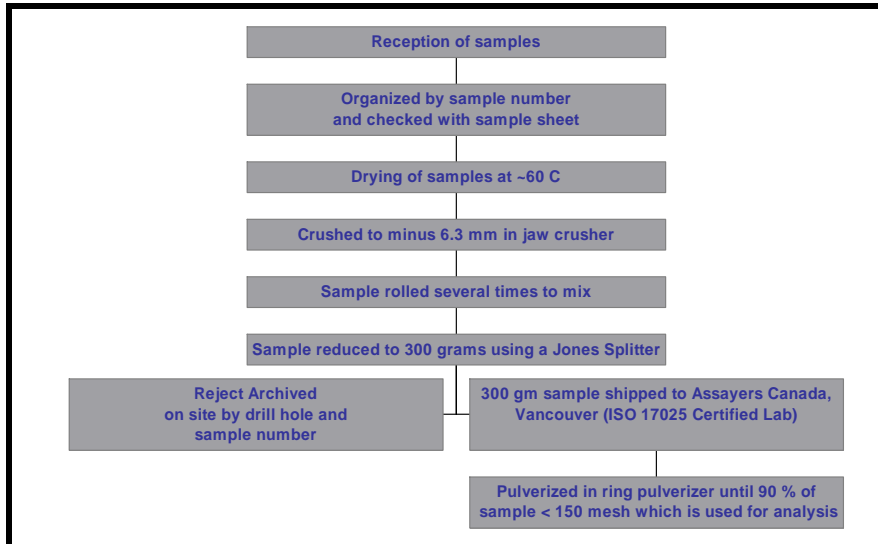 Reception of samples
Organized by sample number
and checked with sample sheet
Drying of samples at ~60 C
Crushed to minus 6.3 mm in jaw crusher
Sample rolled several times to mix
Sample reduced to 300 grams using a Jones Splitter
Reject Archived
on site by drill hole and
sample number
300 gm sample shipped to Assayers Canada,
Vancouver (ISO 17025 Certified Lab)
Pulverized in ring pulverizer until 90 % of
sample < 150 mesh which is used for analysis